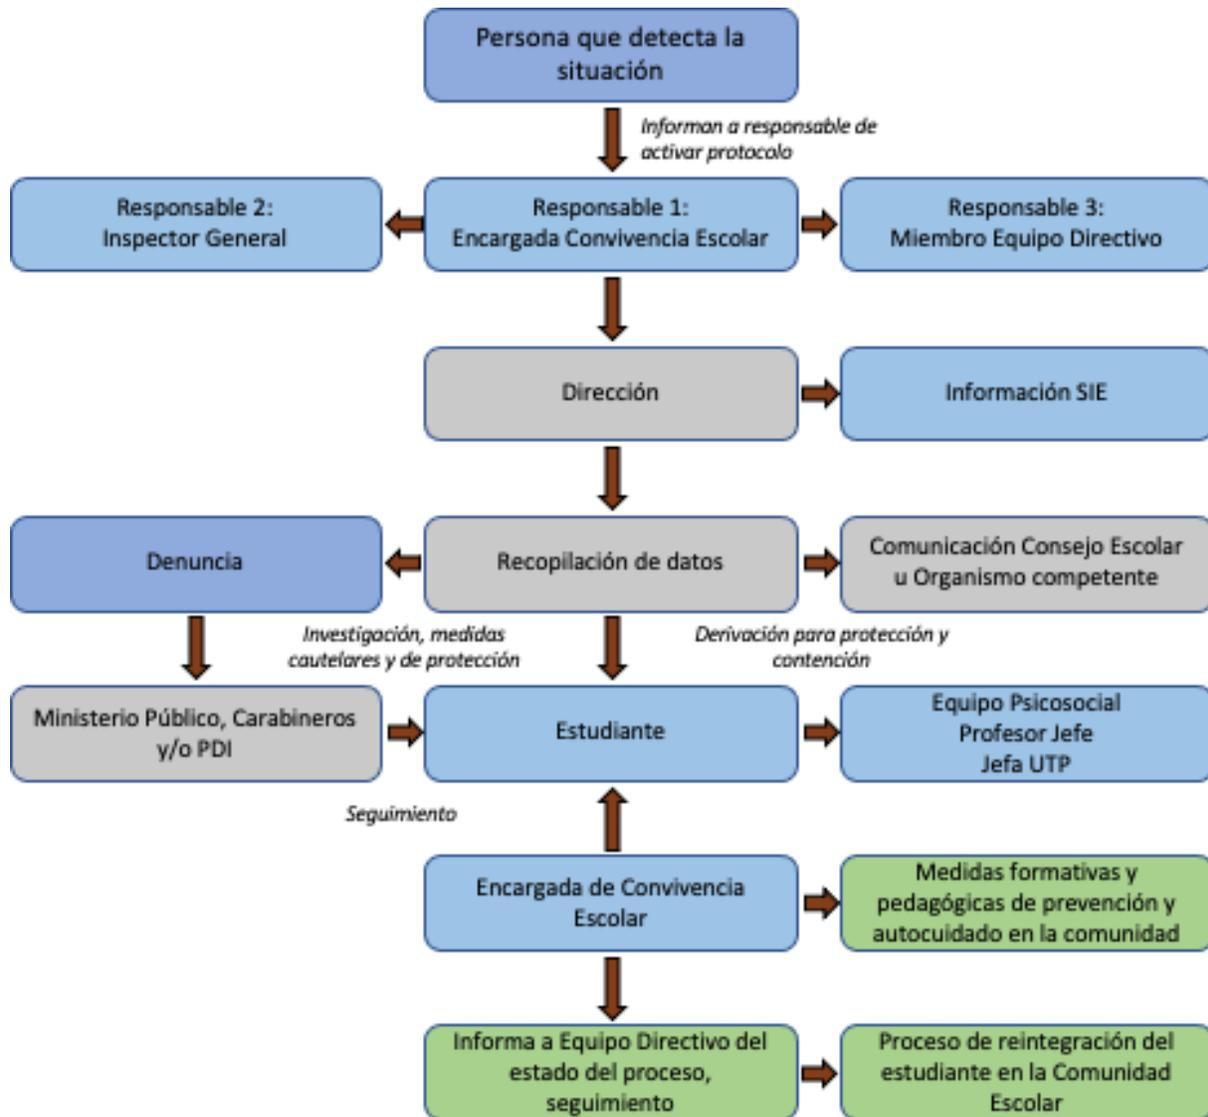 Persona que detecta la
situación
Informan a responsable de
activar protocolo
Responsable 2:
Inspector General
Responsable 1:
Encargada Convivencia Escolar
Responsable 3:
Miembro Equipo Directivo
Dirección
Información SIE
Denuncia
Recopilación de datos
Comunicación Consejo Escolar
u Organismo competente
Investigación, medidas
cautelares y de protección
Derivación para protección y
contención
Ministerio Público, Carabineros
y/o PDI
Estudiante
Equipo Psicosocial
Profesor Jefe
Jefa UTP
Seguimiento
Encargada de Convivencia
Escolar
Medidas formativas y
pedagógicas de prevención y
autocuidado en la comunidad
Informa a Equipo Directivo del
estado del proceso,
seguimiento
Proceso de reintegración del
estudiante en la Comunidad
Escolar